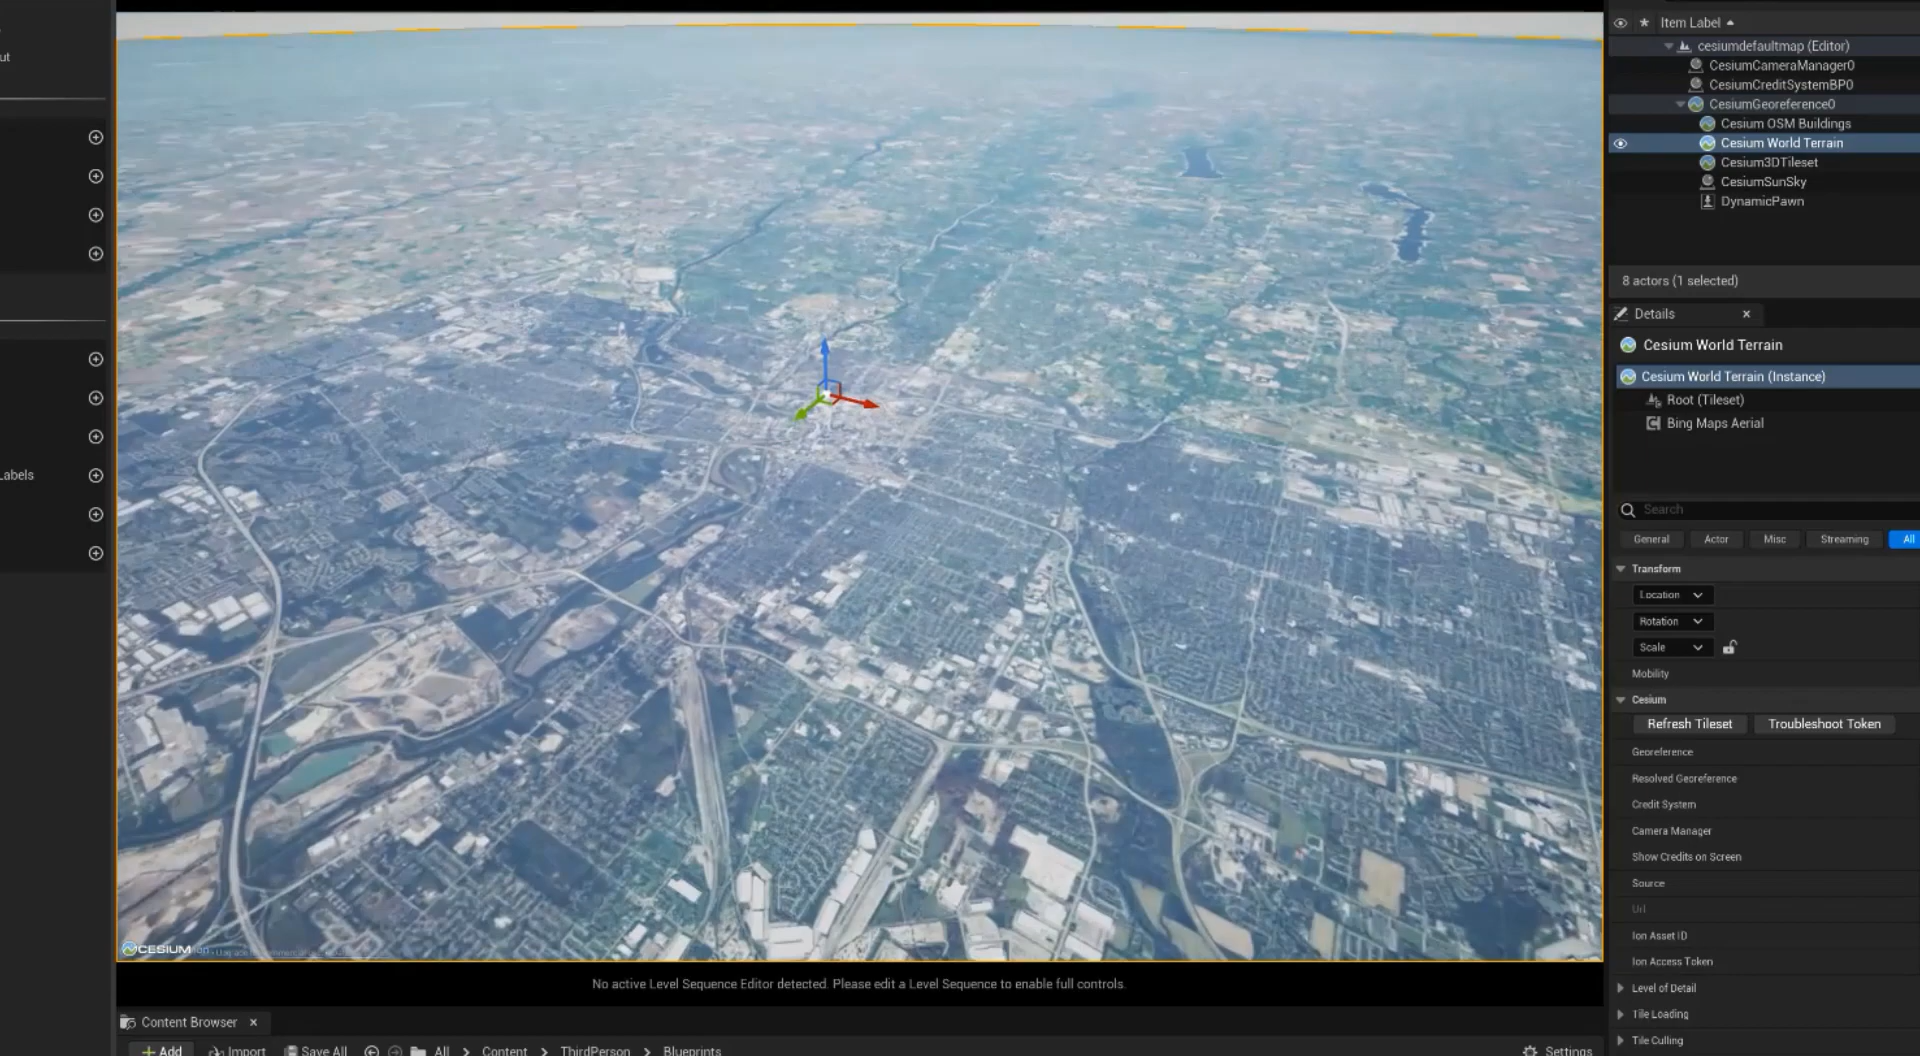 ut
Labels
Item Label
cesiumdefaultmap (Editor)
CesiumCameraManager0
CesiumCreditSystemBP0
CesiumGeoreference0
Cesium OSM Buildings
Cesium World Terrain
Cesium3DTileset
CesiumSunSky
DynamicPawn
8 actors (1 selected)
Details
Cesium World Terrain
Cesium World Terrain (Instance)
Root (Tileset)
Bing Maps Aerial
Search
General Actor Misc Streaming All
Transform
Location
Rotation
Scale
Mobility
Cesium
Refresh Tileset Troubleshoot Token
Georeference
Resolved Georeference
Credit System
Camera Manager
Show Credits on Screen
Source
Url
Ion Asset ID
Ion Access Token
Level of Detail
Tile Loading
Tile Culling
CESIUM
No active Level Sequence Editor detected. Please edit a Level Sequence to enable full controls.
Content Browser
Add Import Save All All > Content > ThirdPerson > Blueprints Settings